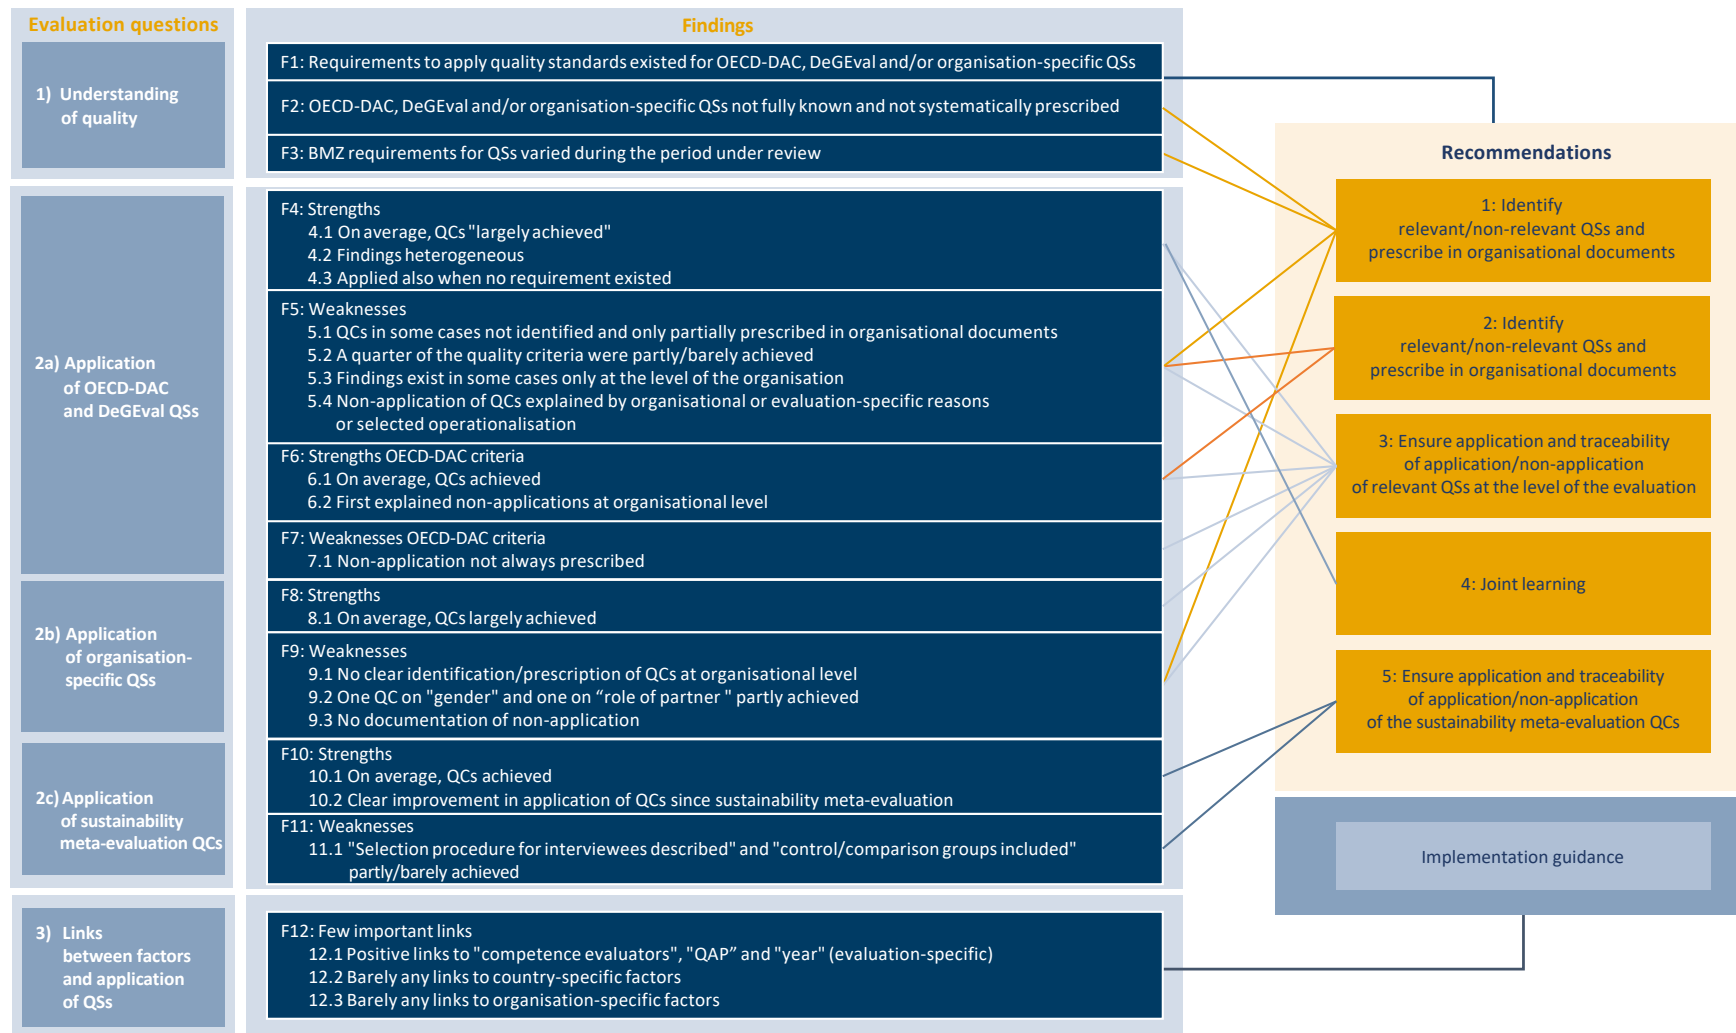 Evaluation questions
1) Understanding
of quality
2a) Application
of OECD-DAC
and DeGEval QSs
2b) Application
of organisation-
specific QSs
2c) Application
of sustainability
meta-evaluation QCs
3) Links
between factors
and application
of QSs
Findings
F1: Requirements to apply quality standards existed for OECD-DAC, DeGEval and/or organisation-specific QSs
F2: OECD-DAC, DeGEval and/or organisation-specific QSs not fully known and not systematically prescribed
F3: BMZ requirements for QSs varied during the period under review
F4: Strengths
4.1 On average, QCs "largely achieved"
4.2 Findings heterogeneous
4.3 Applied also when no requirement existed
F5: Weaknesses
5.1 QCs in some cases not identified and only partially prescribed in organisational documents
5.2 A quarter of the quality criteria were partly/barely achieved
5.3 Findings exist in some cases only at the level of the organisation
5.4 Non-application of QCs explained by organisational or evaluation-specific reasons
or selected operationalisation
F6: Strengths OECD-DAC criteria
6.1 On average, QCs achieved
6.2 First explained non-applications at organisational level
F7: Weaknesses OECD-DAC criteria
7.1 Non-application not always prescribed
F8: Strengths
8.1 On average, QCs largely achieved
F9: Weaknesses
9.1 No clear identification/prescription of QCs at organisational level
9.2 One QC on "gender" and one on “role of partner " partly achieved
9.3 No documentation of non-application
F10: Strengths
10.1 On average, QCs achieved
10.2 Clear improvement in application of QCs since sustainability meta-evaluation
F11: Weaknesses
11.1 "Selection procedure for interviewees described" and "control/comparison groups included"
partly/barely achieved
F12: Few important links
12.1 Positive links to "competence evaluators", "QAP” and "year" (evaluation-specific)
12.2 Barely any links to country-specific factors
12.3 Barely any links to organisation-specific factors
Recommendations
1: Identify
relevant/non-relevant QSs and
prescribe in organisational documents
2: Identify
relevant/non-relevant QSs and
prescribe in organisational documents
3: Ensure application and traceability
of application/non-application
of relevant QSs at the level of the evaluation
4: Joint learning
5: Ensure application and traceability
of application/non-application
of the sustainability meta-evaluation QCs
Implementation guidance